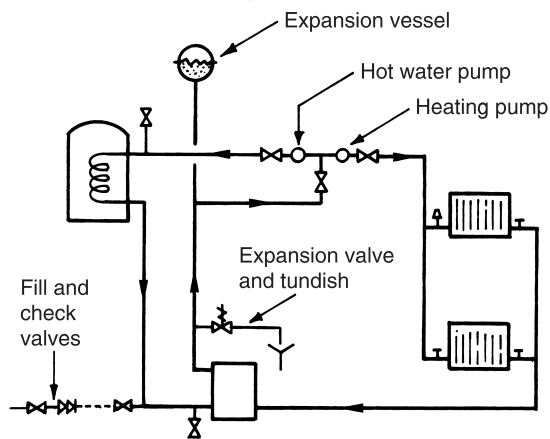 Expansion vessel
Hot water pump
Heating pump
Expansion valve
and tundish
Fill and
check
valves